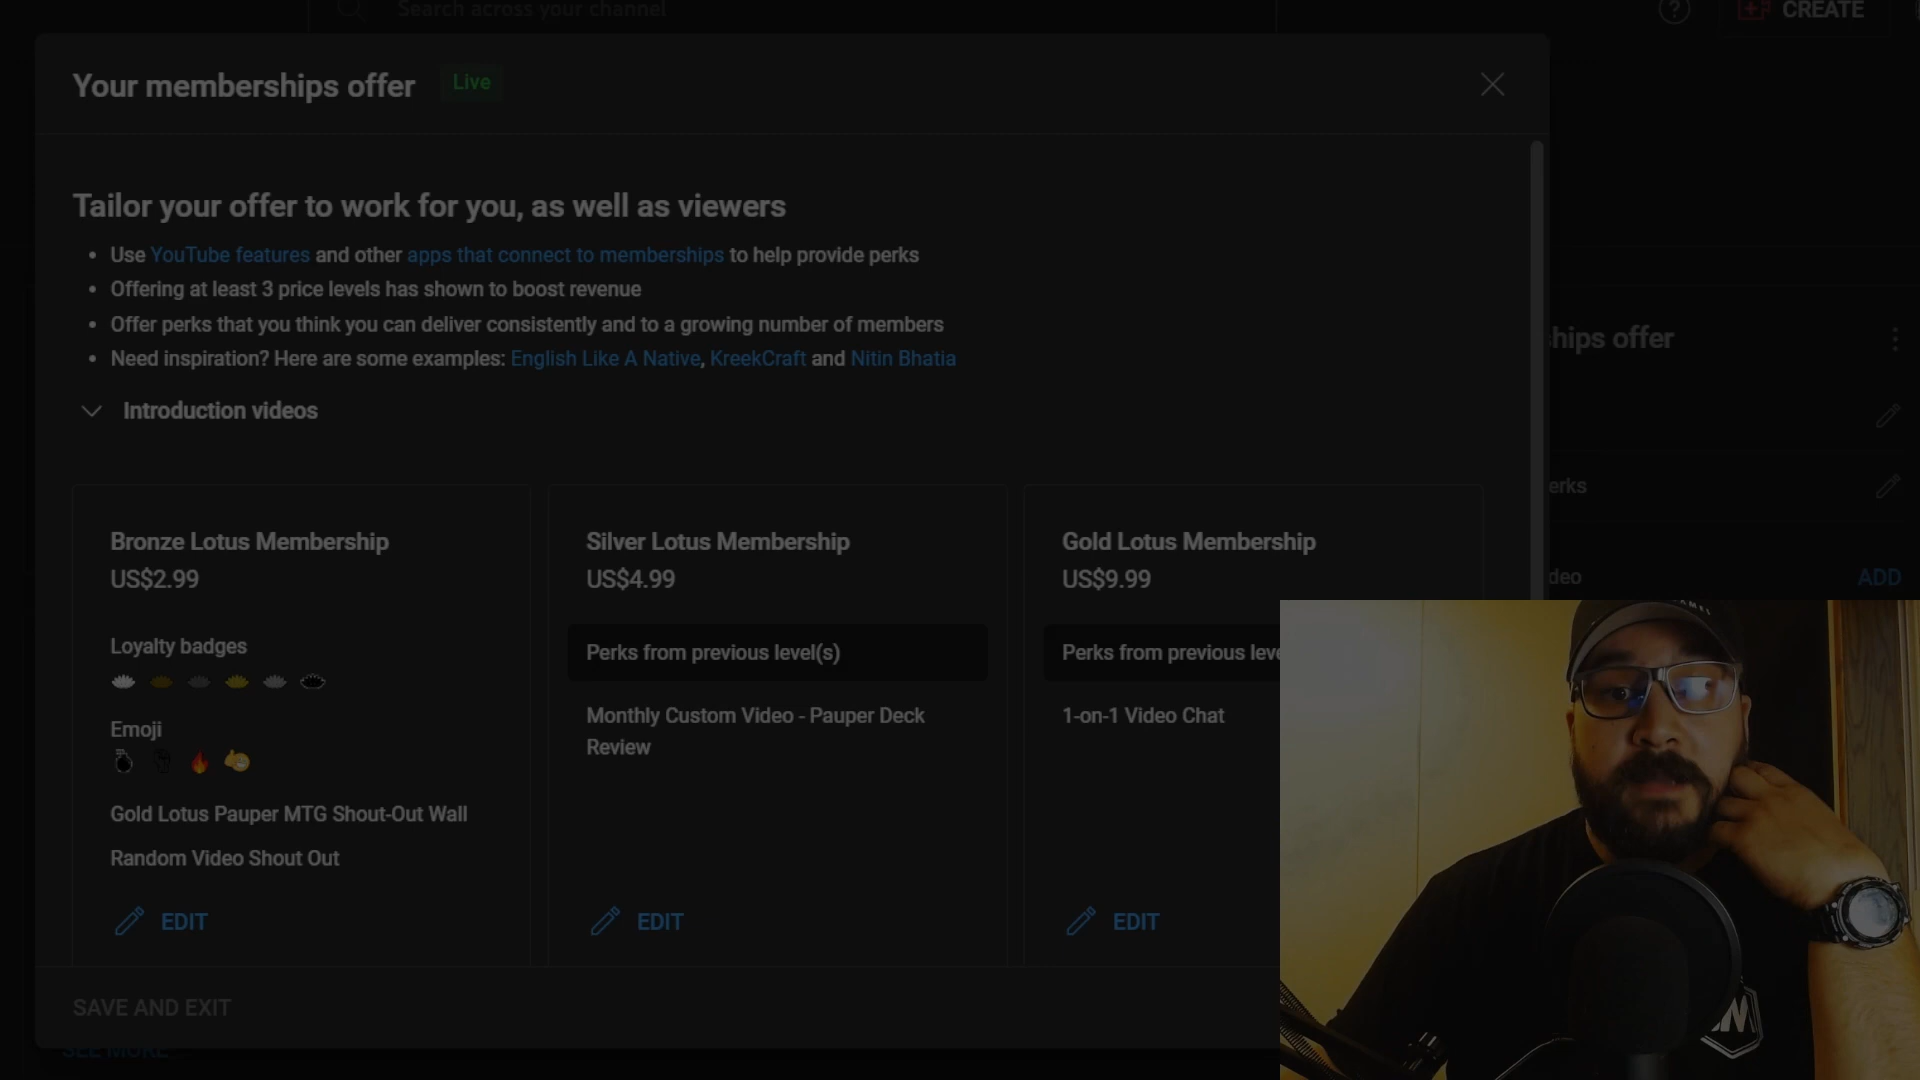 Search across your channel
CREATE
Your memberships offer
Live
Tailor your offer to work for you, as well as viewers
Use YouTube features and other apps that connect to memberships to help provide perks
Offering at least 3 price levels has shown to boost revenue
Offer perks that you think you can deliver consistently and to a growing number of members
Need inspiration? Here are some examples: English Like A Native, KreekCraft and Nitin Bhatia
Introduction videos
Bronze Lotus Membership
US$2.99
Loyalty badges
Emoji
Gold Lotus Pauper MTG Shout-Out Wall
Random Video Shout Out
EDIT
Silver Lotus Membership
US$4.99
Perks from previous level(s)
Monthly Custom Video - Pauper Deck
Review
EDIT
Gold Lotus Membership
US$9.99
Perks from previous leve
1-on-1 Video Chat
EDIT
SAVE AND EXIT
SEE MORE
hips offer
erks
deo
ADD